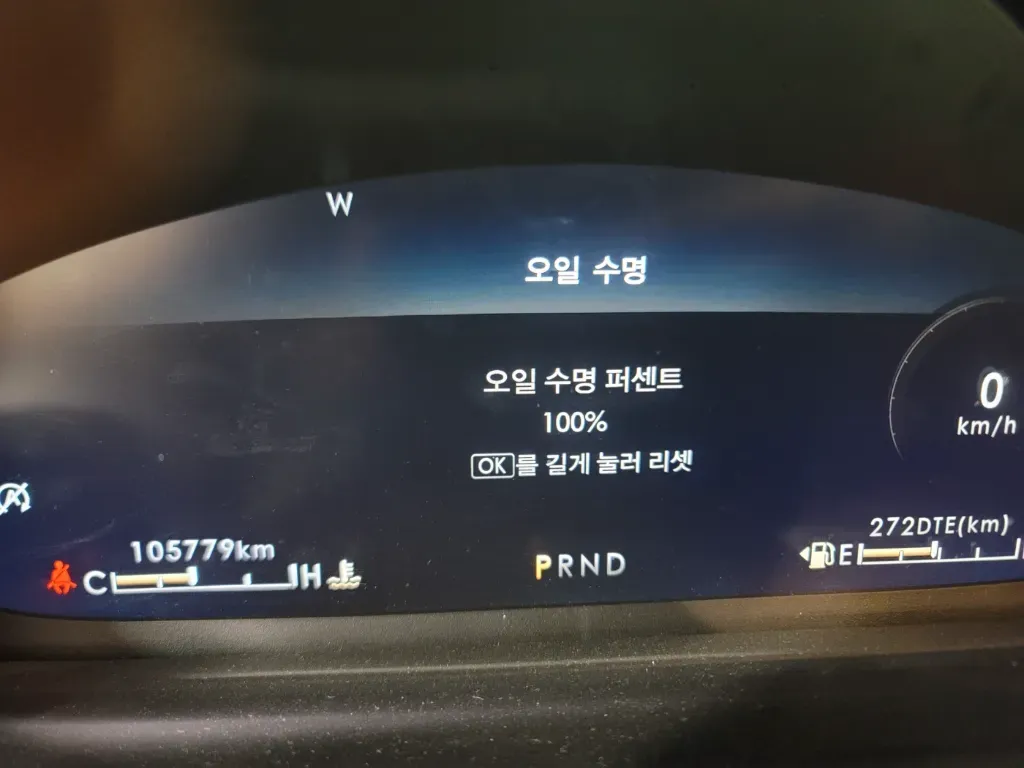 W
오일 수명
오일 수명 퍼센트
100%
OK를 길게 눌러 리셋
0
km/h
A
105779km
272DTE(km)
C H
PRND
E